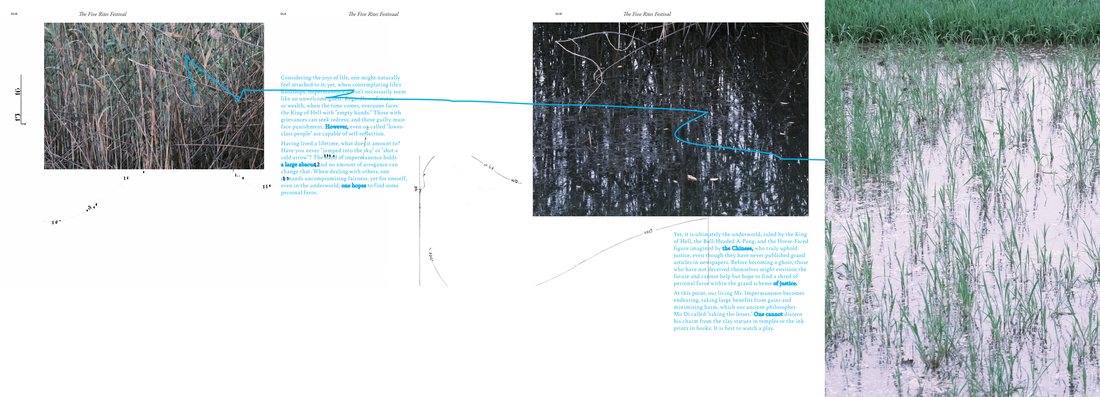 The Five Rites Festival
The Five Rites Festival
The Five Rites Festival
Considering the joys of life, one might naturally
feel attached to it; yet, when contemplating life's
necessarily seem
like an unwelcome
or wealth, when the time comes, everyone faces
the King of Hell with "empty hands." Those with
grievances can seek redress, and those guilty must
face punishment. However, even so-called "lower-
class people" are capable of self-reflection.
Having lived a lifetime, what does it amount to?
Have you never "jumped into the sky" or "shot a
cold arrow"? The of impermanence holds
a large abacus, and no amount of arrogance can
change that. When dealing with others, one
demands uncompromising fairness, yet for oneself,
even in the underworld, one hopes to find some
personal favor.
Yet, it is ultimately the underworld, ruled by the King
of Hell, the Bull-Headed A-Pang, and the Horse-Faced
figure imagined by the Chinese, who truly uphold
justice, even though they have never published grand
articles in newspapers. Before becoming a ghost, those
who have not deceived themselves might envision the
future and cannot help but hope to find a shred of
personal favor within the grand scheme of justice.
At this point, our living Mr. Impermanence becomes
endearing, taking large benefits from gains and
minimizing harm, which our ancient philosopher
Mo Di called "taking the lesser." One cannot discern
his charm from the clay statues in temples or the ink
prints in books. It is best to watch a play.